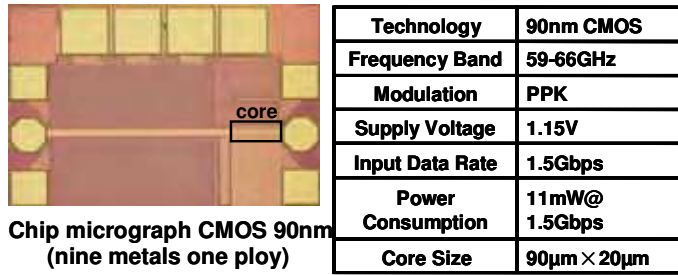 core
Chip micrograph CMOS 90nm
(nine metals one ploy)
Technology 90nm CMOS
Frequency Band 59-66GHz
Modulation PPK
Supply Voltage 1.15V
Input Data Rate 1.5Gbps
Power Consumption 11mW@ 1.5Gbps
Core Size 90μm×20μm